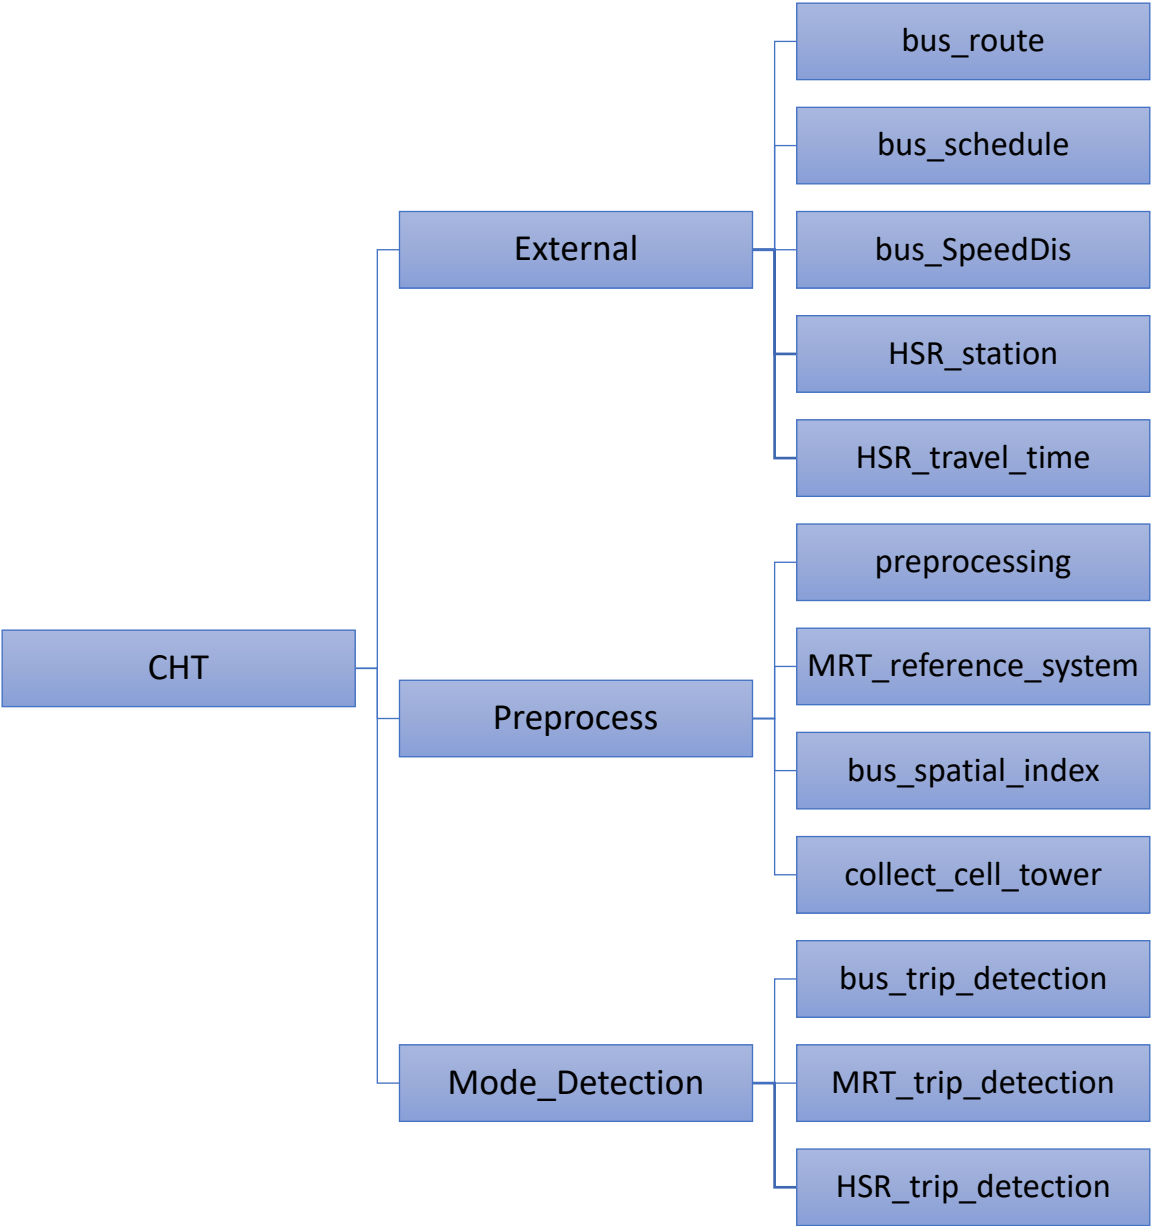 CHT
External
bus_route
bus_schedule
bus_SpeedDis
HSR_station
HSR_travel_time
Preprocess
preprocessing
MRT_reference_system
bus_spatial_index
collect_cell_tower
Mode_Detection
bus_trip_detection
MRT_trip_detection
HSR_trip_detection